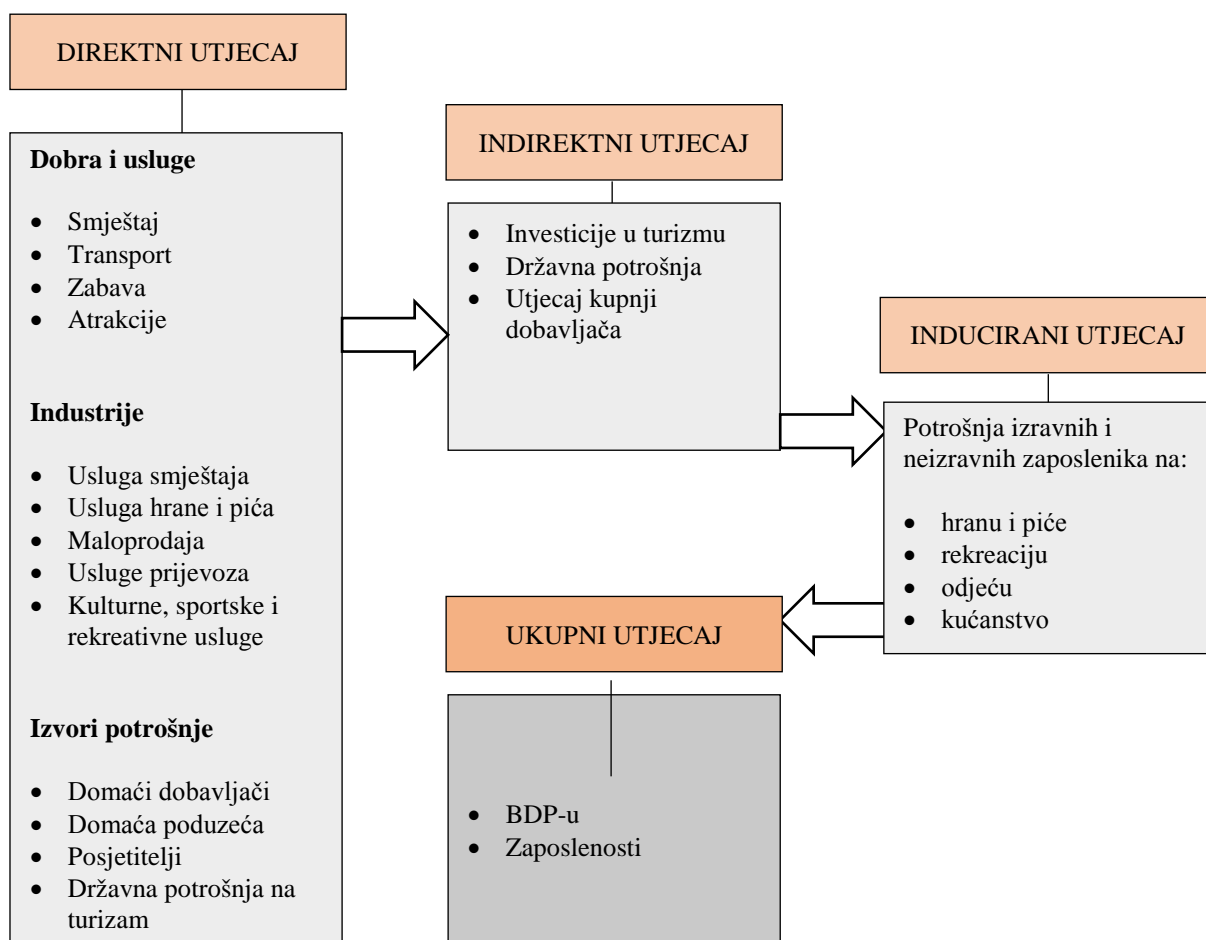 DIREKTNI UTJECAJ
Dobra i usluge
• Smještaj
• Transport
• Zabava
• Atrakcije
Industrije
• Usluga smještaja
• Usluga hrane i pića
• Maloprodaja
• Usluge prijevoza
• Kulturne, sportske i
rekreativne usluge
Izvori potrošnje
• Domaći dobavljači
• Domaća poduzeća
• Posjetitelji
• Državna potrošnja na
turizam
INDIREKTNI UTJECAJ
• Investicije u turizmu
• Državna potrošnja
• Utjecaj kupnji
dobavljača
INDUCIRANI UTJECAJ
Potrošnja izravnih i
neizravnih zaposlenika na:
• hranu i piće
• rekreaciju
• odjeću
• kućanstvo
UKUPNI UTJECAJ
• BDP-u
• Zaposlenosti